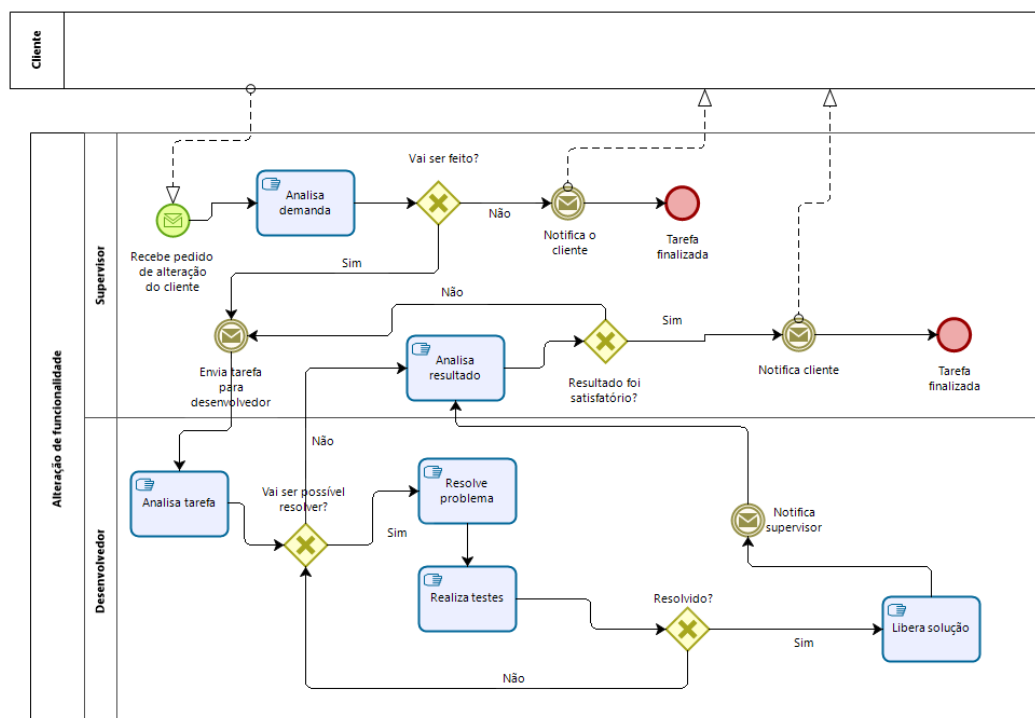 Cliente
Alteração de funcionalidade
Supervisor
Vai ser feito?
Analisa
demanda
Não
Notifica o
cliente
Tarefa
finalizada
Recebe pedido
de alteração
do cliente
Sim
Não
Sim
Envia tarefa
para
desenvolvedor
Analisa
resultado
Resultado foi
satisfatório?
Notifica cliente
Tarefa
finalizada
Desenvolvedor
Não
Analisa tarefa
Vai ser possível
resolver?
Sim
Resolve
problema
Notifica
supervisor
Realiza testes
Resolvido?
Sim
Libera solução
Não